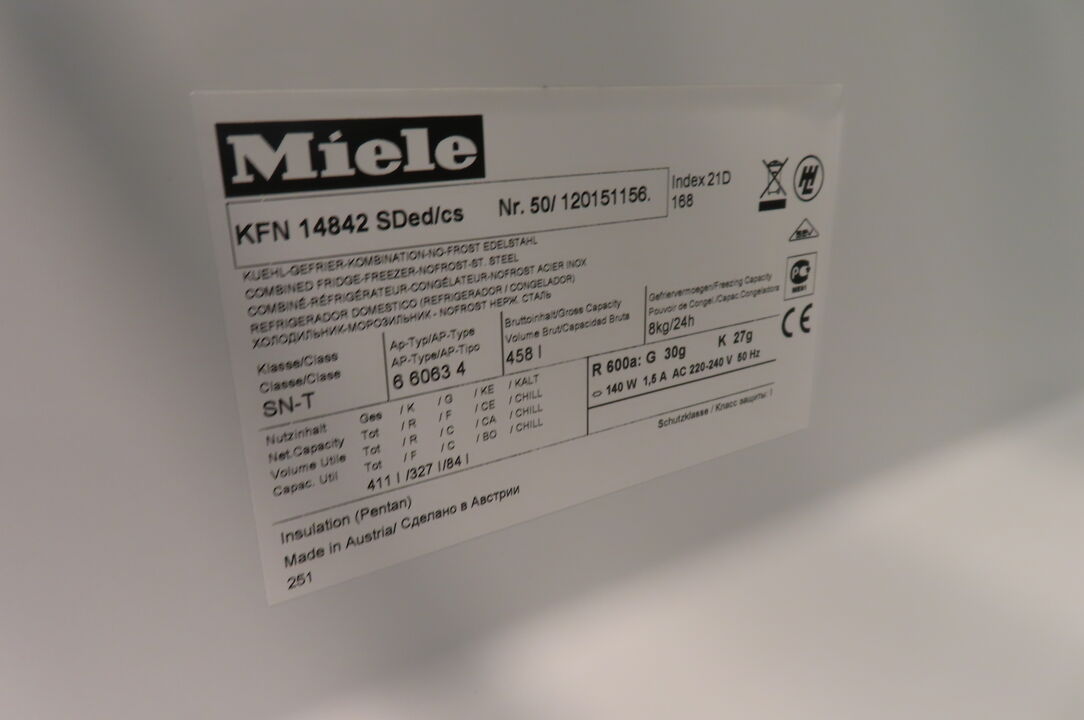 Miele
KFN 14842 SDed/cs Nr. 50/ 120151156.
Index 21D
168
KUEHL-GEFRIER-KOMBINATION-NO-FROST EDELSTAHL
COMBINED FRIDGE-FREEZER-NOFROST-ST. STEEL
COMBINÉ-RÉFRIGÉRATEUR-CONGÉLATEUR-NOFROST ACIER INOX
REFRIGERADOR DOMESTICO (REFRIGERADOR / CONGELADOR)
ХОЛОДИЛЬНИК-МОРОЗИЛЬНИК - NOFROST НЕРЖ. СТАЛЬ
Klasse/Class
Classe/Clase
SN-T
Ap-Typ/AP-Type
AP-Type/AP-Tipo
6 6063 4
Bruttoinhalt/Gross Capacity
Volume Brut/Capacidad Bruta
458 l
Gefriervermoegen/Freezing Capacity
Pouvoir de Congel./Capac.Congeladora
8kg/24h
Nutzinhalt Ges / K / G / KE / KALT
Net.Capacity Tot / R / F / CE / CHILL
Volume Utile Tot / R / C / CA / CHILL
Capac. Util Tot / F / C / BO / CHILL
411 l /327 l /84 l
R 600a: G 30g K 27g
140 W 1,5 A AC 220-240 V 50 Hz
Schutzklasse / Класс защиты: I
Insulation (Pentan)
Made in Austria/ Сделано в Австрии
251
CE